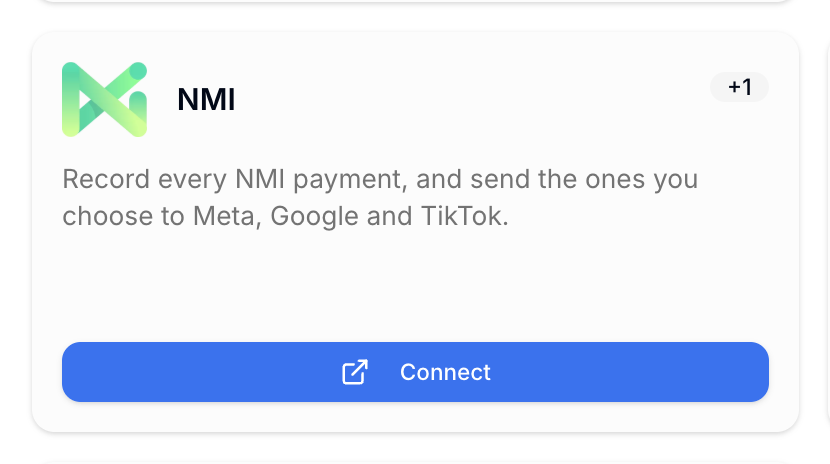 NMI
+1
Record every NMI payment, and send the ones you
choose to Meta, Google and TikTok.
Connect